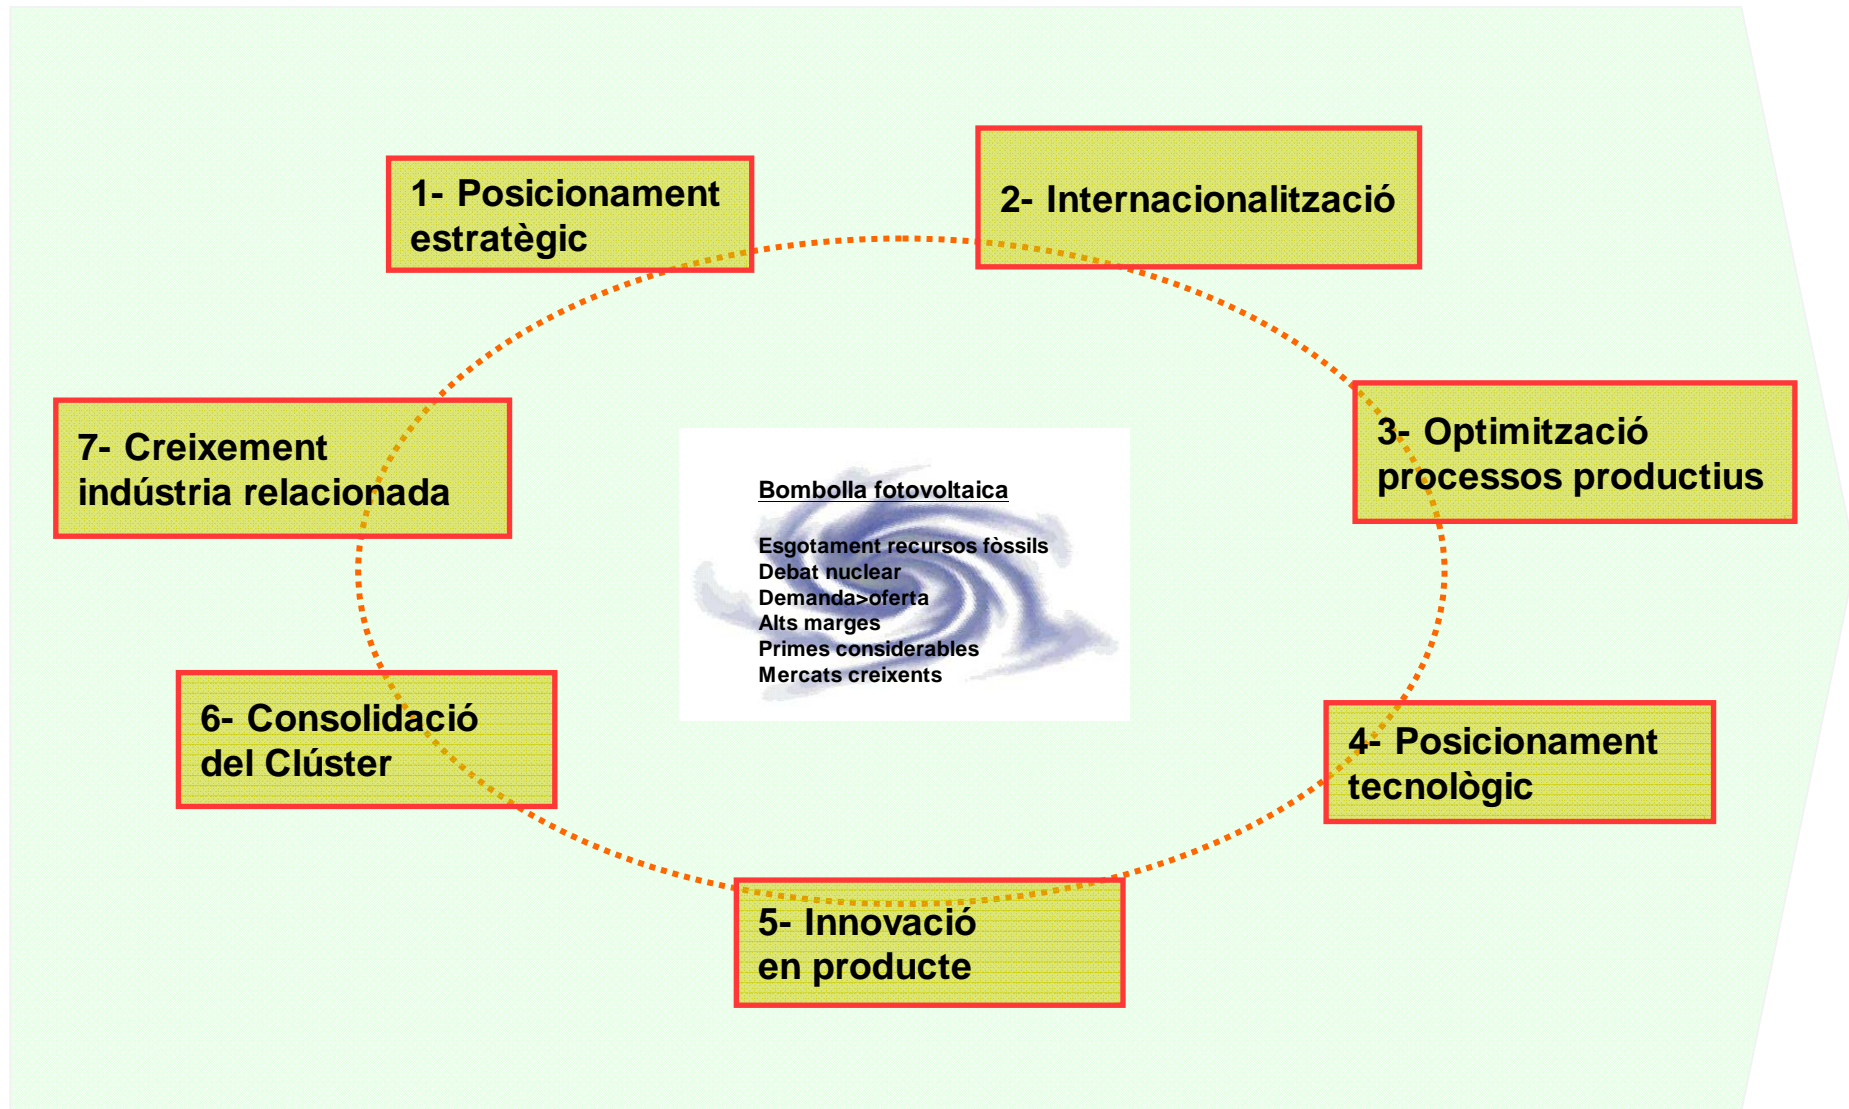 1- Posicionament
estratègic
2- Internacionalització
3- Optimització
processos productius
4- Posicionament
tecnològic
5- Innovació
en producte
6- Consolidació
del Clúster
7- Creixement
indústria relacionada
Bombolla fotovoltaica
Esgotament recursos fòssils
Debat nuclear
Demanda>oferta
Alts marges
Primes considerables
Mercats creixents